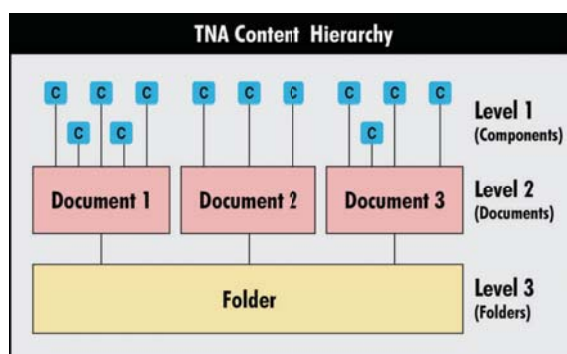 TNA Content Hierarchy
C C C C C C C C C
C C C
Level 1
(Components)
Document 1 Document 2 Document 3
Level 2
(Documents)
Folder
Level 3
(Folders)